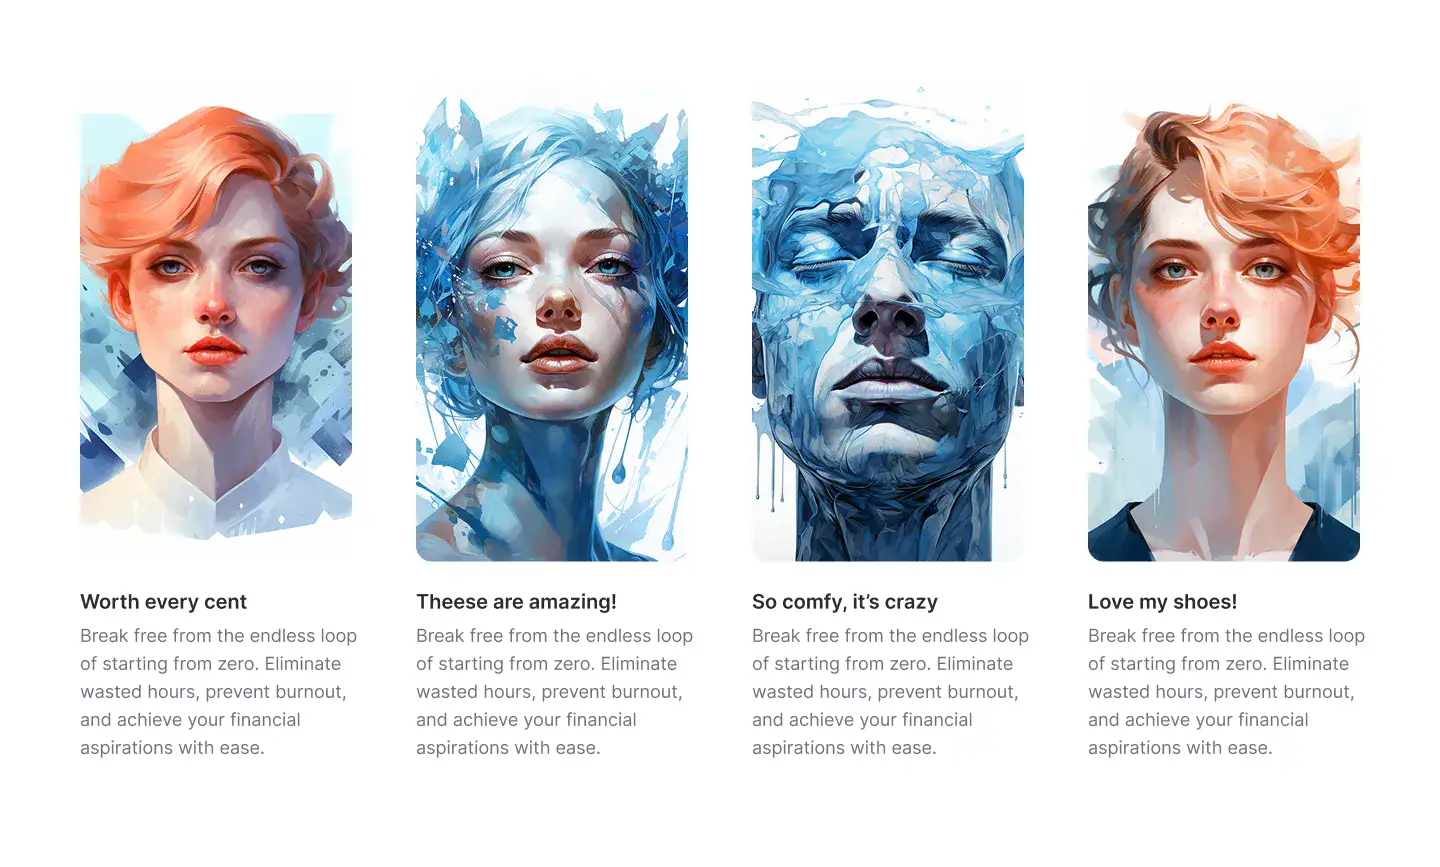 Worth every cent
Break free from the endless loop
of starting from zero. Eliminate
wasted hours, prevent burnout,
and achieve your financial
aspirations with ease.
Theese are amazing!
Break free from the endless loop
of starting from zero. Eliminate
wasted hours, prevent burnout,
and achieve your financial
aspirations with ease.
So comfy, it’s crazy
Break free from the endless loop
of starting from zero. Eliminate
wasted hours, prevent burnout,
and achieve your financial
aspirations with ease.
Love my shoes!
Break free from the endless loop
of starting from zero. Eliminate
wasted hours, prevent burnout,
and achieve your financial
aspirations with ease.